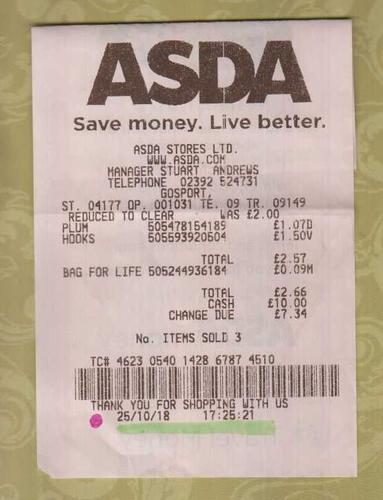 ASDA
Save money. Live better.
ASDA STORES LTD.
WWW.ASDA.COM
MANAGER STUART ANDREWS
TELEPHONE 02392 524731
GOSPORT,
ST. 04177 OP. 001031 TE. 09 TR. 09149
REDUCED TO CLEAR WAS £2.00
PLUM 505478154189 £1.07D
HOOKS 505593920504 £1.50V
TOTAL £2.57
BAG FOR LIFE 505244936184 £0.09M
TOTAL £2.66
CASH £10.00
CHANGE DUE £7.34
No. ITEMS SOLD 3
TC# 4623 0540 1428 6787 4510
THANK YOU FOR SHOPPING WITH US
25/10/18 17:25:21